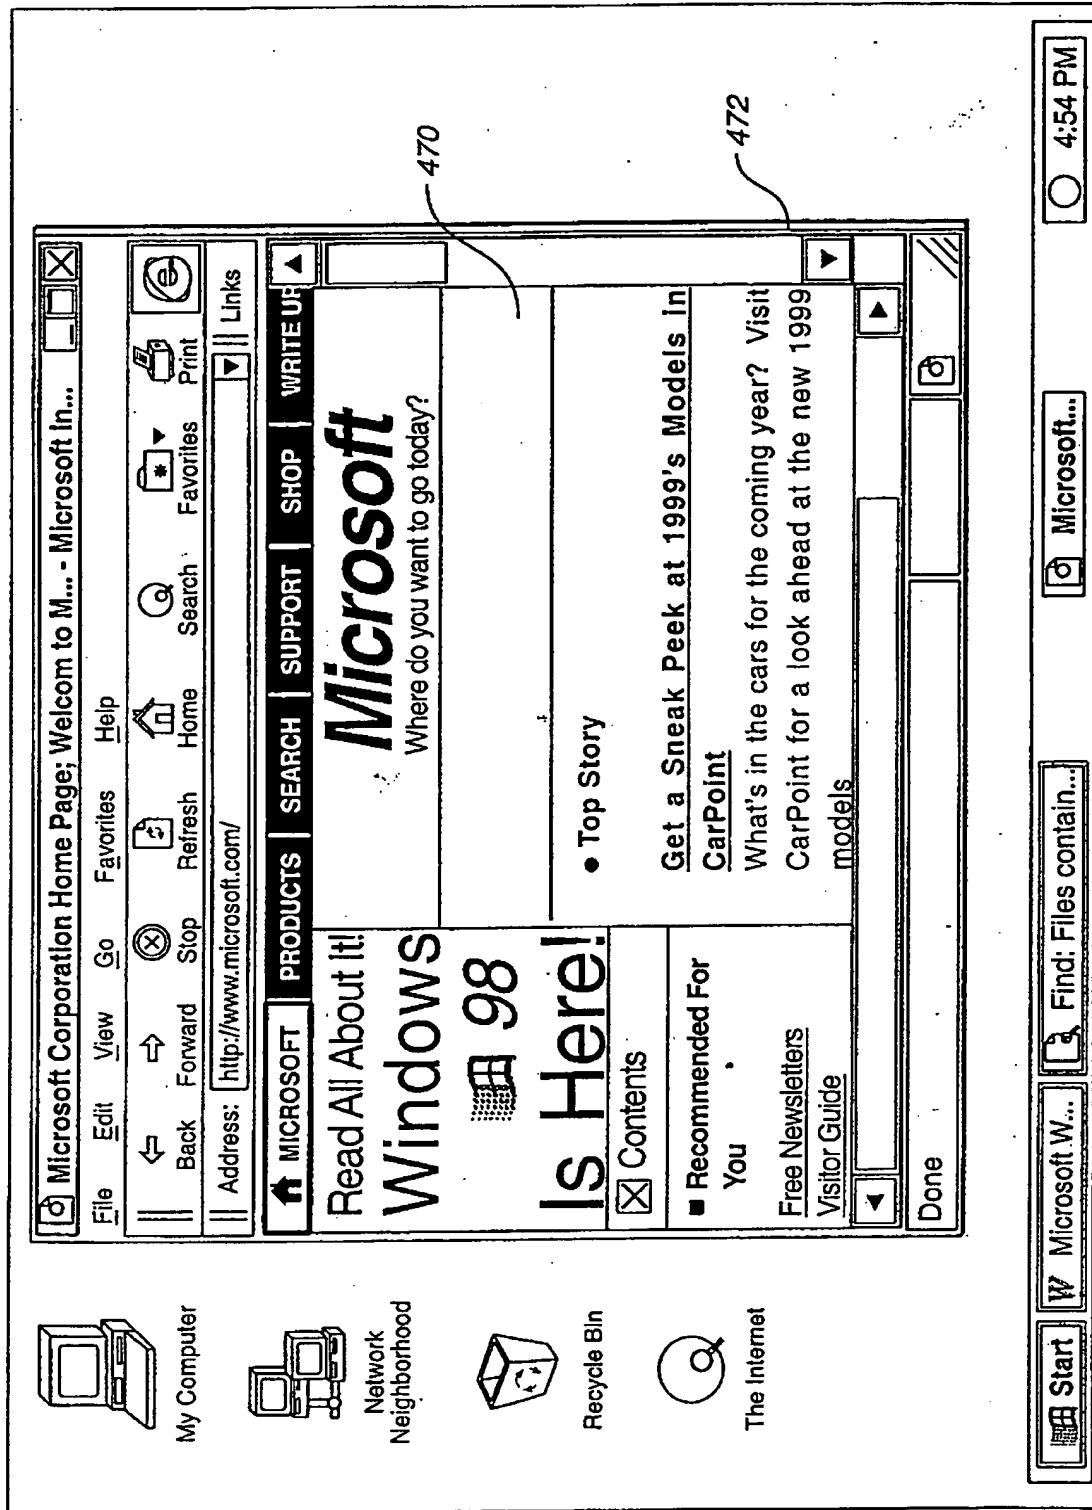 My Computer
Network
Neighborhood
Recycle Bin
The Internet
Microsoft Corporation Home Page; Welcom to M... - Microsoft In...
File Edit View Go Favorites Help
Back Forward Stop Refresh Home Search Favorites Print
Address: http://www.microsoft.com/ Links
MICROSOFT PRODUCTS SEARCH SUPPORT SHOP WRITE UP
Read All About It!
Windows
98
Is Here!
Contents
Recommended For
You
Free Newsletters
Visitor Guide
Microsoft
Where do you want to go today?
• Top Story
Get a Sneak Peek at 1999's Models in
CarPoint
What's in the cars for the coming year? Visit
CarPoint for a look ahead at the new 1999
models
Done
470
472
Start W Microsoft W... Find: Files contain... Microsoft... 4:54 PM